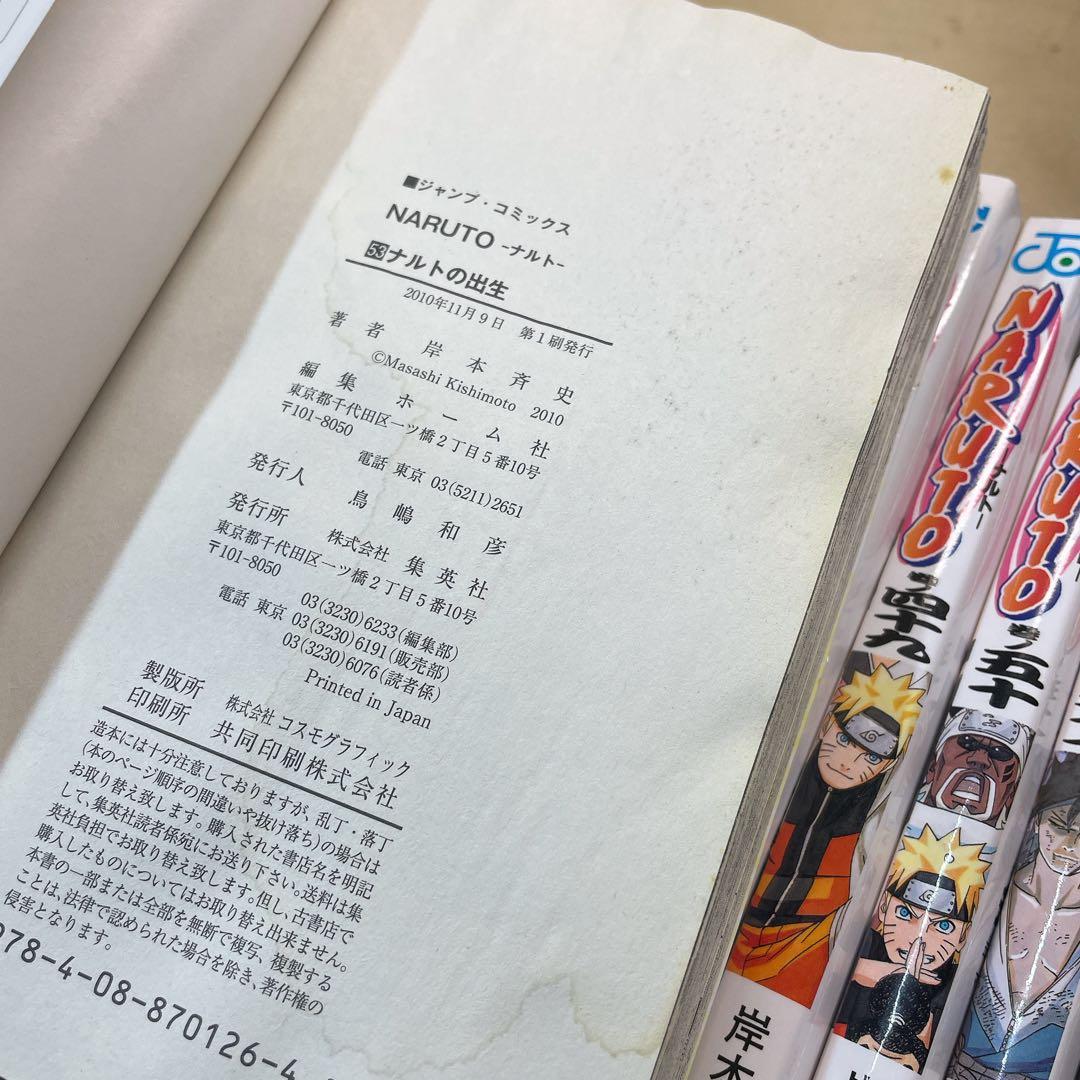 ■ジャンプ・コミックス
NARUTO -ナルト-
53ナルトの出生
2010年11月9日 第1刷発行
著者 岸本斉史
©Masashi Kishimoto 2010
編集 ホーム社
東京都千代田区一ツ橋2丁目5番10号
〒101-8050
電話 東京 03(5211)2651
発行人 鳥嶋和彦
発行所 株式会社 集英社
東京都千代田区一ツ橋2丁目5番10号
〒101-8050
03(3230)6233(編集部)
電話 東京 03(3230)6191(販売部)
03(3230)6076(読者係)
Printed in Japan
製版所 株式会社 コスモグラフィック
印刷所 共同印刷株式会社
造本には十分注意しておりますが、乱丁・落丁
(本のページ順序の間違いや抜け落ち)の場合は
お取り替え致します。購入された書店名を明記
して、集英社読者係宛にお送り下さい。送料は集
英社負担でお取り替え致します。但し、古書店で
購入したものについてはお取り替え出来ません。
本書の一部または全部を無断で複写、複製する
ことは、法律で認められた場合を除き、著作権の
侵害となります。
978-4-08-870126-4
NARUTO
ナルト
巻ノ四十九
岸本
NARUTO
巻ノ五十